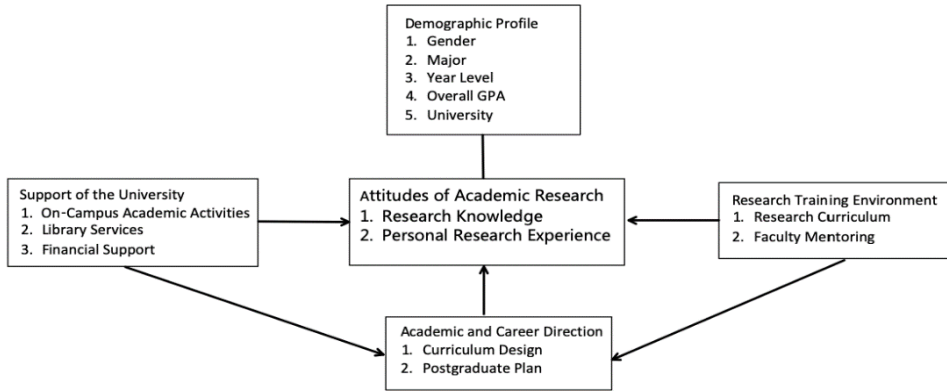 Demographic Profile
1. Gender
2. Major
3. Year Level
4. Overall GPA
5. University
Support of the University
1. On-Campus Academic Activities
2. Library Services
3. Financial Support
Attitudes of Academic Research
1. Research Knowledge
2. Personal Research Experience
Research Training Environment
1. Research Curriculum
2. Faculty Mentoring
Academic and Career Direction
1. Curriculum Design
2. Postgraduate Plan